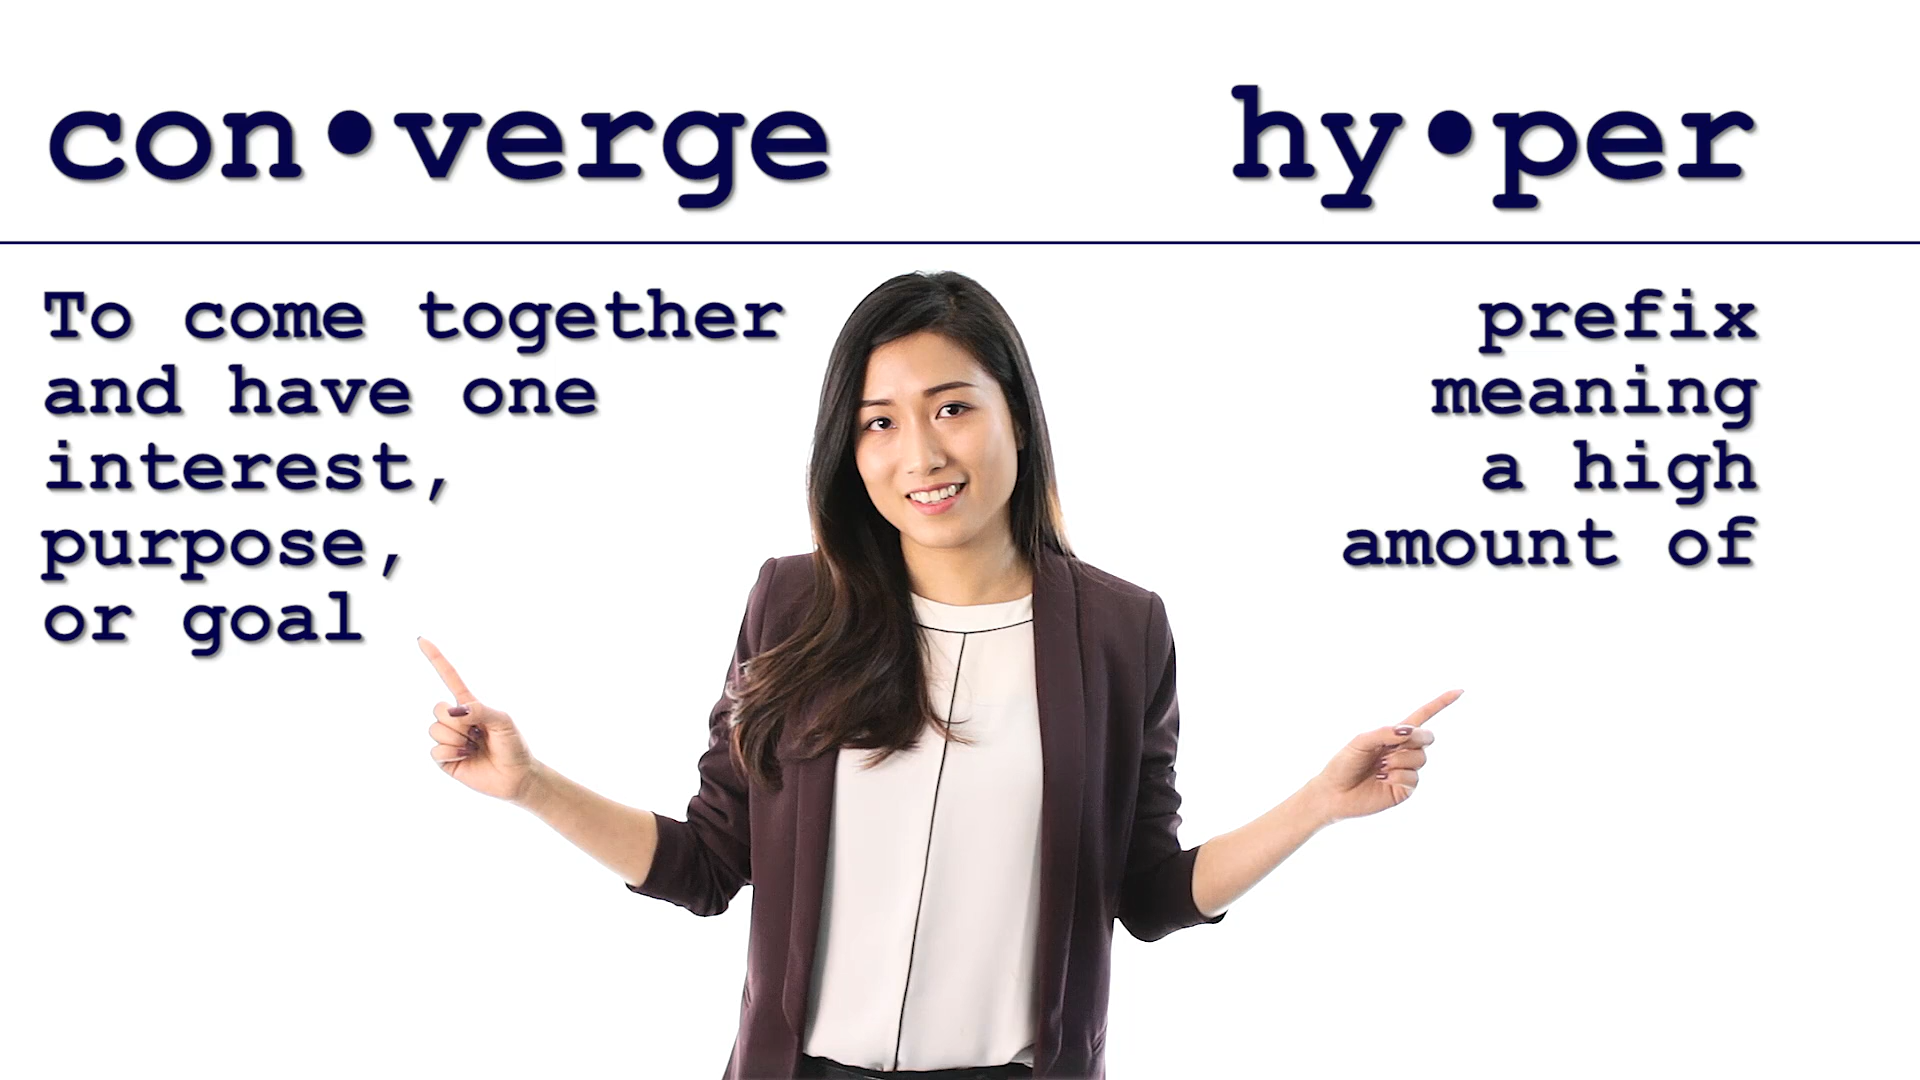 con•verge
hy•per
To come together
and have one
interest,
purpose,
or goal
prefix
meaning
a high
amount of